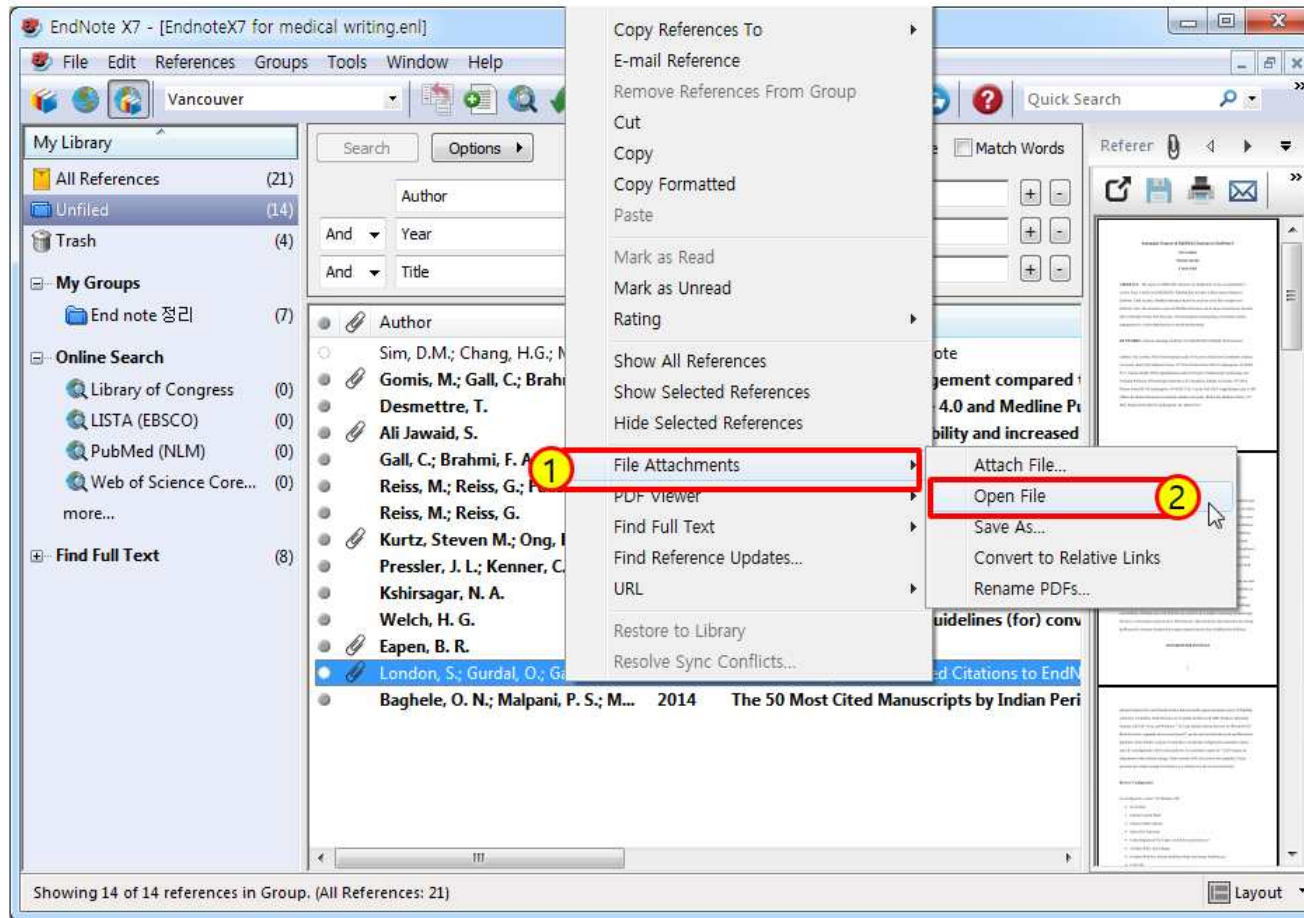 EndNote X7 - [EndnoteX7 for medical writing.enl]
File Edit References Groups Tools Window Help
Vancouver
Quick Search
My Library
All References (21)
Unfiled (14)
Trash (4)
My Groups
End note 정리 (7)
Online Search
Library of Congress (0)
LISTA (EBSCO) (0)
PubMed (NLM) (0)
Web of Science Core... (0)
more...
Find Full Text (8)
Search Options Match Words
Author
And Year
And Title
Author
Sim, D.M.; Chang, H.G.;
Gomis, M.; Gall, C.; Brah
gement compared
Desmettre, T.
4.0 and Medline
Ali Jawaid, S.
bility and increased
Gall, C.; Brahmi, F.
Reiss, M.; Reiss, G.;
Reiss, M.; Reiss, G.
Kurtz, Steven M.; Ong,
Pressler, J. L.; Kenner, C.
Kshirsagar, N. A.
Welch, H. G.
uidelines (for) conv
Eapen, B. R.
London, S.; Gurdal, O.;
ed Citations to EndN
Baghele, O. N.; Malpani, P. S.; M... 2014 The 50 Most Cited Manuscripts by Indian Peri
Copy References To
E-mail Reference
Remove References From Group
Cut
Copy
Copy Formatted
Paste
Mark as Read
Mark as Unread
Rating
Show All References
Show Selected References
Hide Selected References
1 File Attachments
PDF Viewer
Find Full Text
Find Reference Updates...
URL
Restore to Library
Resolve Sync Conflicts...
Attach File...
Open File 2
Save As...
Convert to Relative Links
Rename PDFs...
Referer
Showing 14 of 14 references in Group. (All References: 21)
Layout